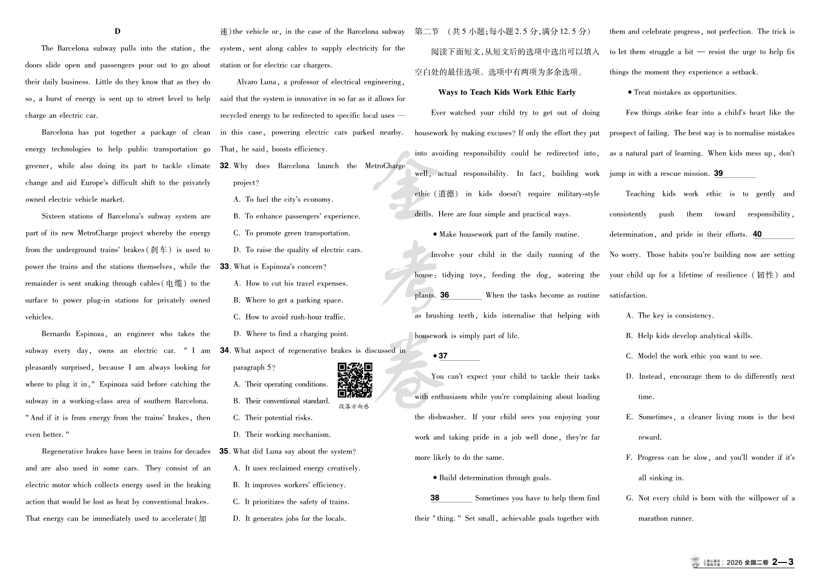 D
The Barcelona subway pulls into the station, the
doors slide open and passengers pour out to go about
their daily business. Little do they know that as they do
so, a burst of energy is sent up to street level to help
charge an electric car.
Barcelona has put together a package of clean
energy technologies to help public transportation go
greener, while also doing its part to tackle climate
change and aid Europe's difficult shift to the privately
owned electric vehicle market.
Sixteen stations of Barcelona's subway system are
part of its new MetroCharge project whereby the energy
from the underground trains' brakes(刹车) is used to
power the trains and the stations themselves, while the
remainder is sent snaking through cables(电缆) to the
surface to power plug-in stations for privately owned
vehicles.
Bernardo Espinoza, an engineer who takes the
subway every day, owns an electric car. "I am
pleasantly surprised, because I am always looking for
where to plug it in," Espinoza said before catching the
subway in a working-class area of southern Barcelona.
"And if it is from energy from the trains' brakes, then
even better."
Regenerative brakes have been in trains for decades
and are also used in some cars. They consist of an
electric motor which collects energy used in the braking
action that would be lost as heat by conventional brakes.
That energy can be immediately used to accelerate(加
速)the vehicle or, in the case of the Barcelona subway
system, sent along cables to supply electricity for the
station or for electric car chargers.
Alvaro Luna, a professor of electrical engineering,
said that the system is innovative in so far as it allows for
recycled energy to be redirected to specific local uses —
in this case, powering electric cars parked nearby.
That, he said, boosts efficiency.
32. Why does Barcelona launch the MetroCharge
project?
A. To fuel the city's economy.
B. To enhance passengers' experience.
C. To promote green transportation.
D. To raise the quality of electric cars.
33. What is Espinoza's concern?
A. How to cut his travel expenses.
B. Where to get a parking space.
C. How to avoid rush-hour traffic.
D. Where to find a charging point.
34. What aspect of regenerative brakes is discussed in
paragraph 5?
A. Their operating conditions.
B. Their conventional standard.
C. Their potential risks.
D. Their working mechanism.
段落方向感
35. What did Luna say about the system?
A. It uses reclaimed energy creatively.
B. It improves workers' efficiency.
C. It prioritizes the safety of trains.
D. It generates jobs for the locals.
第二节 (共5小题;每小题2.5分,满分12.5分)
阅读下面短文,从短文后的选项中选出可以填入
空白处的最佳选项。选项中有两项为多余选项。
Ways to Teach Kids Work Ethic Early
Ever watched your child try to get out of doing
housework by making excuses? If only the effort they put
into avoiding responsibility could be redirected into,
well, actual responsibility. In fact, building work
ethic(道德) in kids doesn't require military-style
drills. Here are four simple and practical ways.
●Make housework part of the family routine.
Involve your child in the daily running of the
house: tidying toys, feeding the dog, watering the
plants. 36________ When the tasks become as routine
as brushing teeth, kids internalise that helping with
housework is simply part of life.
●37________
You can't expect your child to tackle their tasks
with enthusiasm while you're complaining about loading
the dishwasher. If your child sees you enjoying your
work and taking pride in a job well done, they're far
more likely to do the same.
●Build determination through goals.
38________ Sometimes you have to help them find
their "thing." Set small, achievable goals together with
them and celebrate progress, not perfection. The trick is
to let them struggle a bit — resist the urge to help fix
things the moment they experience a setback.
●Treat mistakes as opportunities.
Few things strike fear into a child's heart like the
prospect of failing. The best way is to normalise mistakes
as a natural part of learning. When kids mess up, don't
jump in with a rescue mission. 39________
Teaching kids work ethic is to gently and
consistently push them toward responsibility,
determination, and pride in their efforts. 40________
No worry. Those habits you're building now are setting
your child up for a lifetime of resilience (韧性) and
satisfaction.
A. The key is consistency.
B. Help kids develop analytical skills.
C. Model the work ethic you want to see.
D. Instead, encourage them to do differently next
time.
E. Sometimes, a cleaner living room is the best
reward.
F. Progress can be slow, and you'll wonder if it's
all sinking in.
G. Not every child is born with the willpower of a
marathon runner.
金考卷
2026 全国二卷 2—3